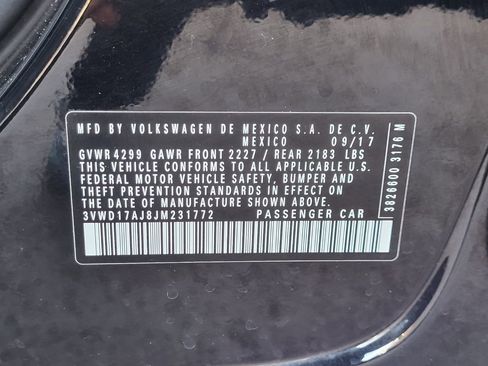 MFD BY VOLKSWAGEN DE MEXICO S.A. DE C.V.
MEXICO 09/17
GVWR 4299 GAWR FRONT 2227 / REAR 2183 LBS
THIS VEHICLE CONFORMS TO ALL APPLICABLE U.S.
FEDERAL MOTOR VEHICLE SAFETY, BUMPER AND
THEFT PREVENTION STANDARDS IN EFFECT ON THE
DATE OF MANUFACTURE SHOWN ABOVE
3VWD17AJ8JM231772 PASSENGER CAR
3826600 3176 M